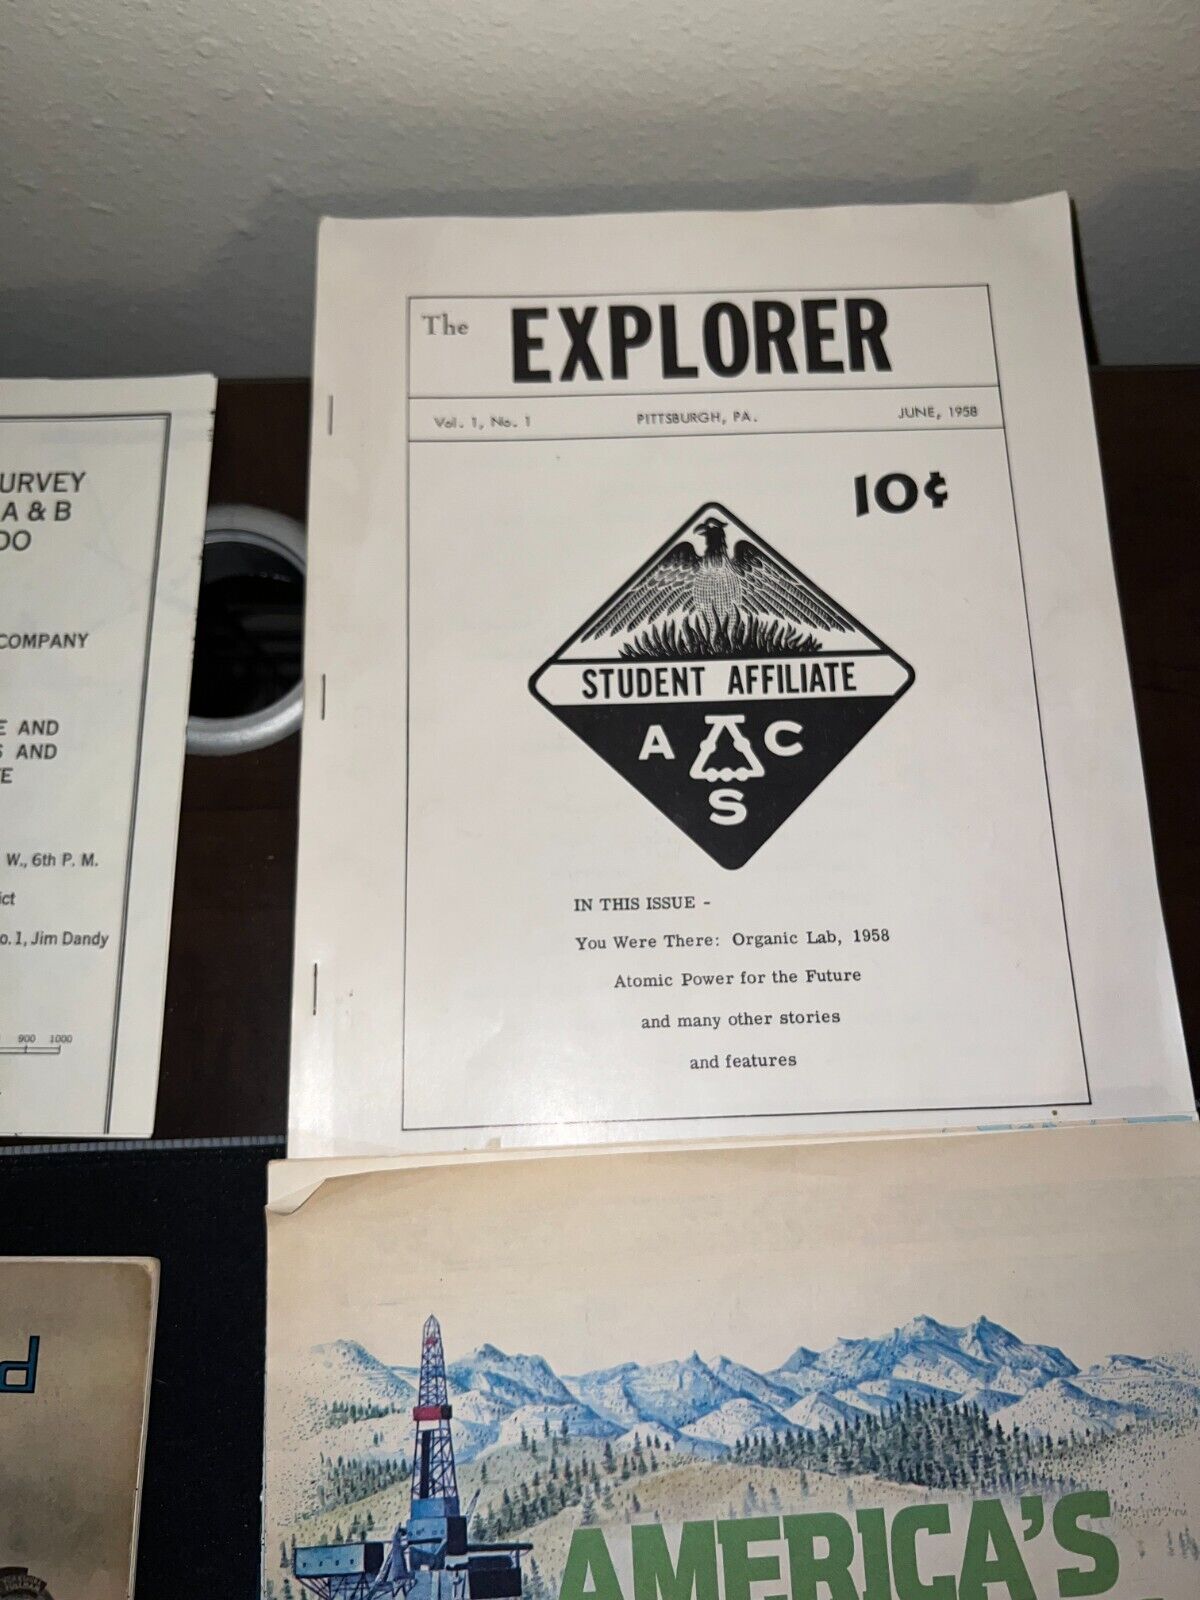 The EXPLORER
Vol. 1, No. 1 PITTSBURGH, PA. JUNE, 1958
10¢
STUDENT AFFILIATE
A C
S
IN THIS ISSUE -
You Were There: Organic Lab, 1958
Atomic Power for the Future
and many other stories
and features
URVEY
A & B
DO
COMPANY
E AND
S AND
TE
W., 6th P. M.
ict
o. 1, Jim Dandy
900 1000
d
AMERICA'S